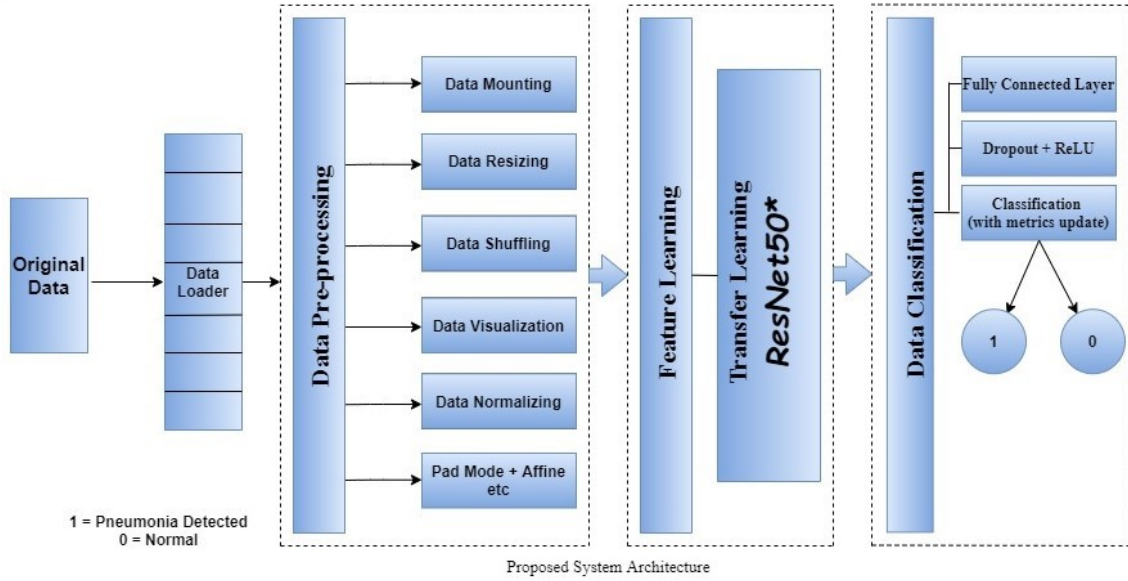 Original
Data
Data
Loader
Data Pre-processing
Data Mounting
Data Resizing
Data Shuffling
Data Visualization
Data Normalizing
Pad Mode + Affine
etc
Feature Learning
Transfer Learning
ResNet50*
Data Classification
Fully Connected Layer
Dropout + ReLU
Classification
(with metrics update)
1
0
1 = Pneumonia Detected
0 = Normal
Proposed System Architecture